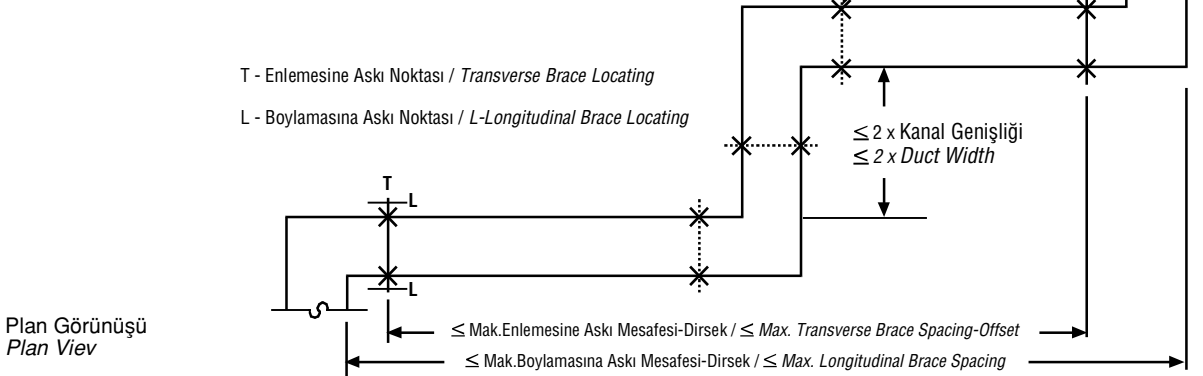 T - Enlemesine Askı Noktası / Transverse Brace Locating
L - Boylamasına Askı Noktası / L-Longitudinal Brace Locating
≤ 2 x Kanal Genişliği
≤ 2 x Duct Width
T
L
L
≤ Mak.Enlemesine Askı Mesafesi-Dirsek / ≤ Max. Transverse Brace Spacing-Offset
≤ Mak.Boylamasına Askı Mesafesi-Dirsek / ≤ Max. Longitudinal Brace Spacing
Plan Görünüşü
Plan Viev